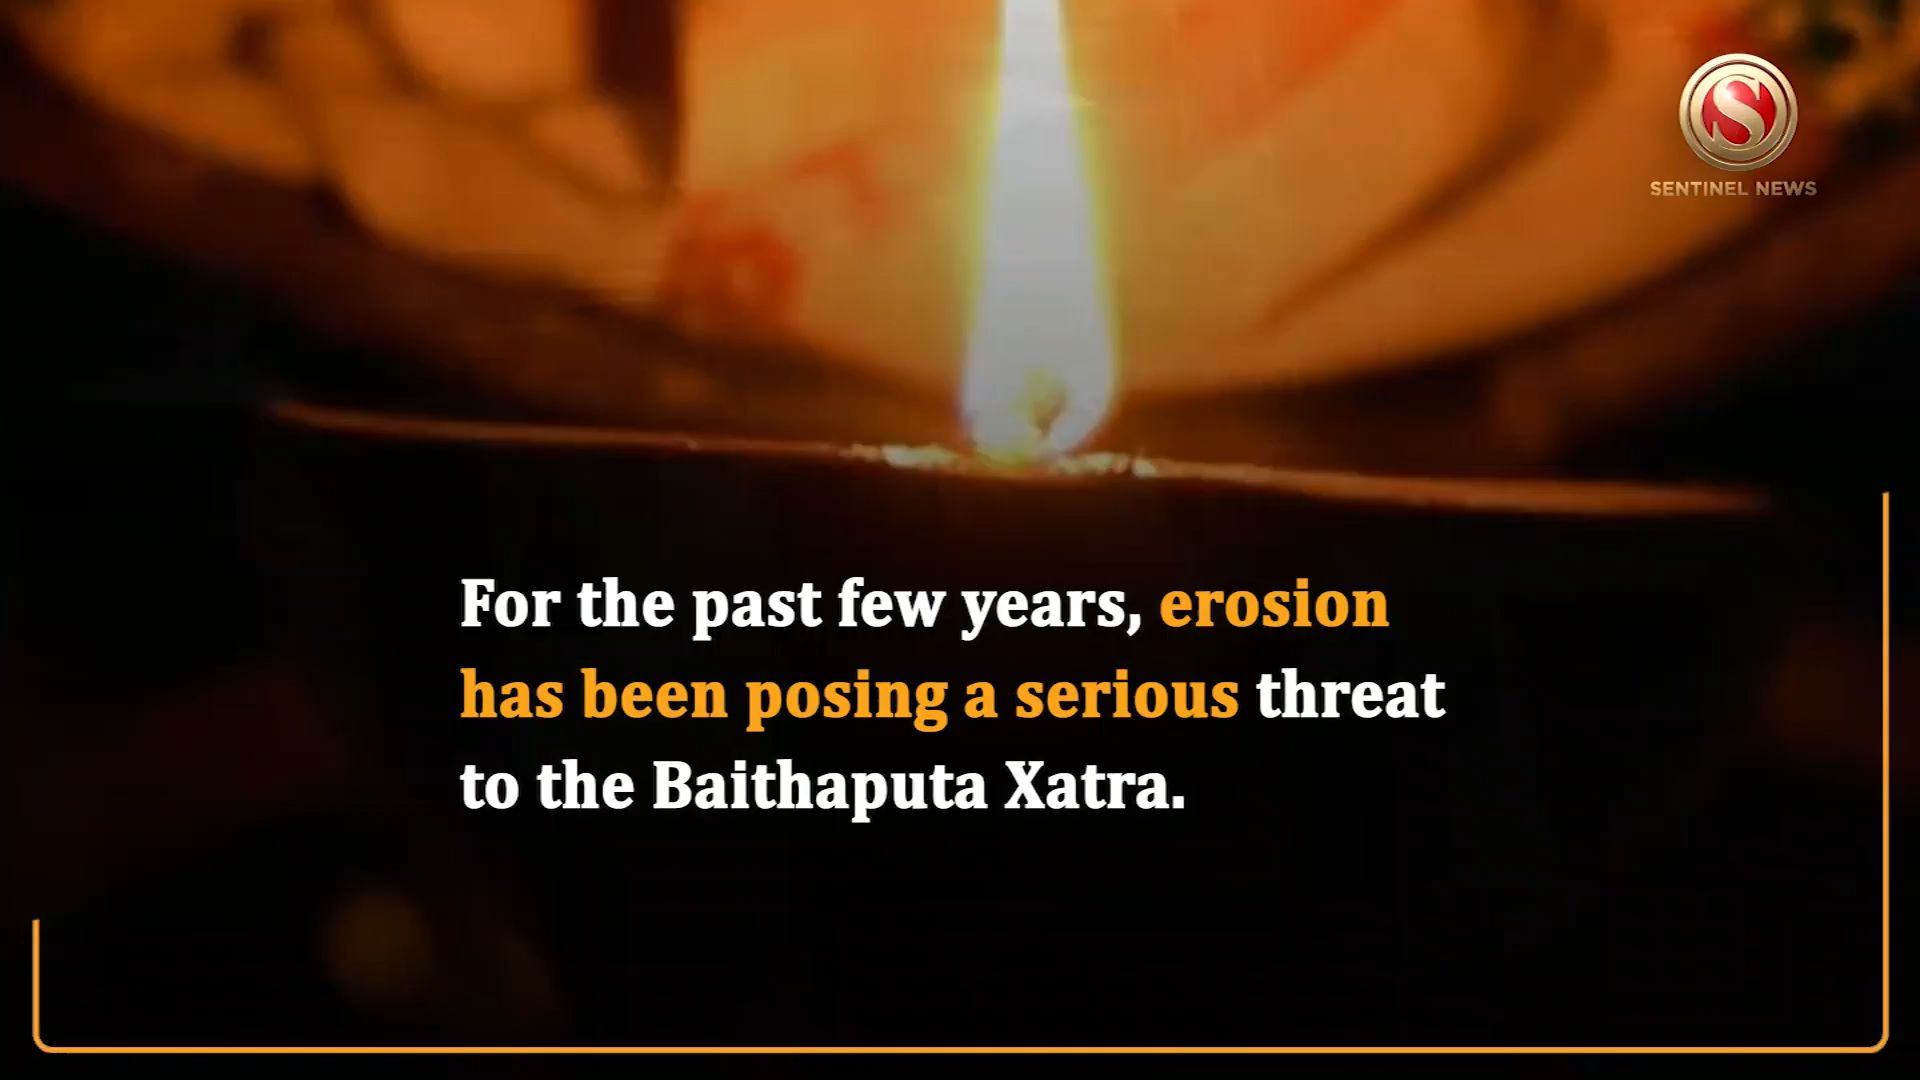 SENTINEL NEWS
For the past few years, erosion
has been posing a serious threat
to the Baithaputa Xatra.